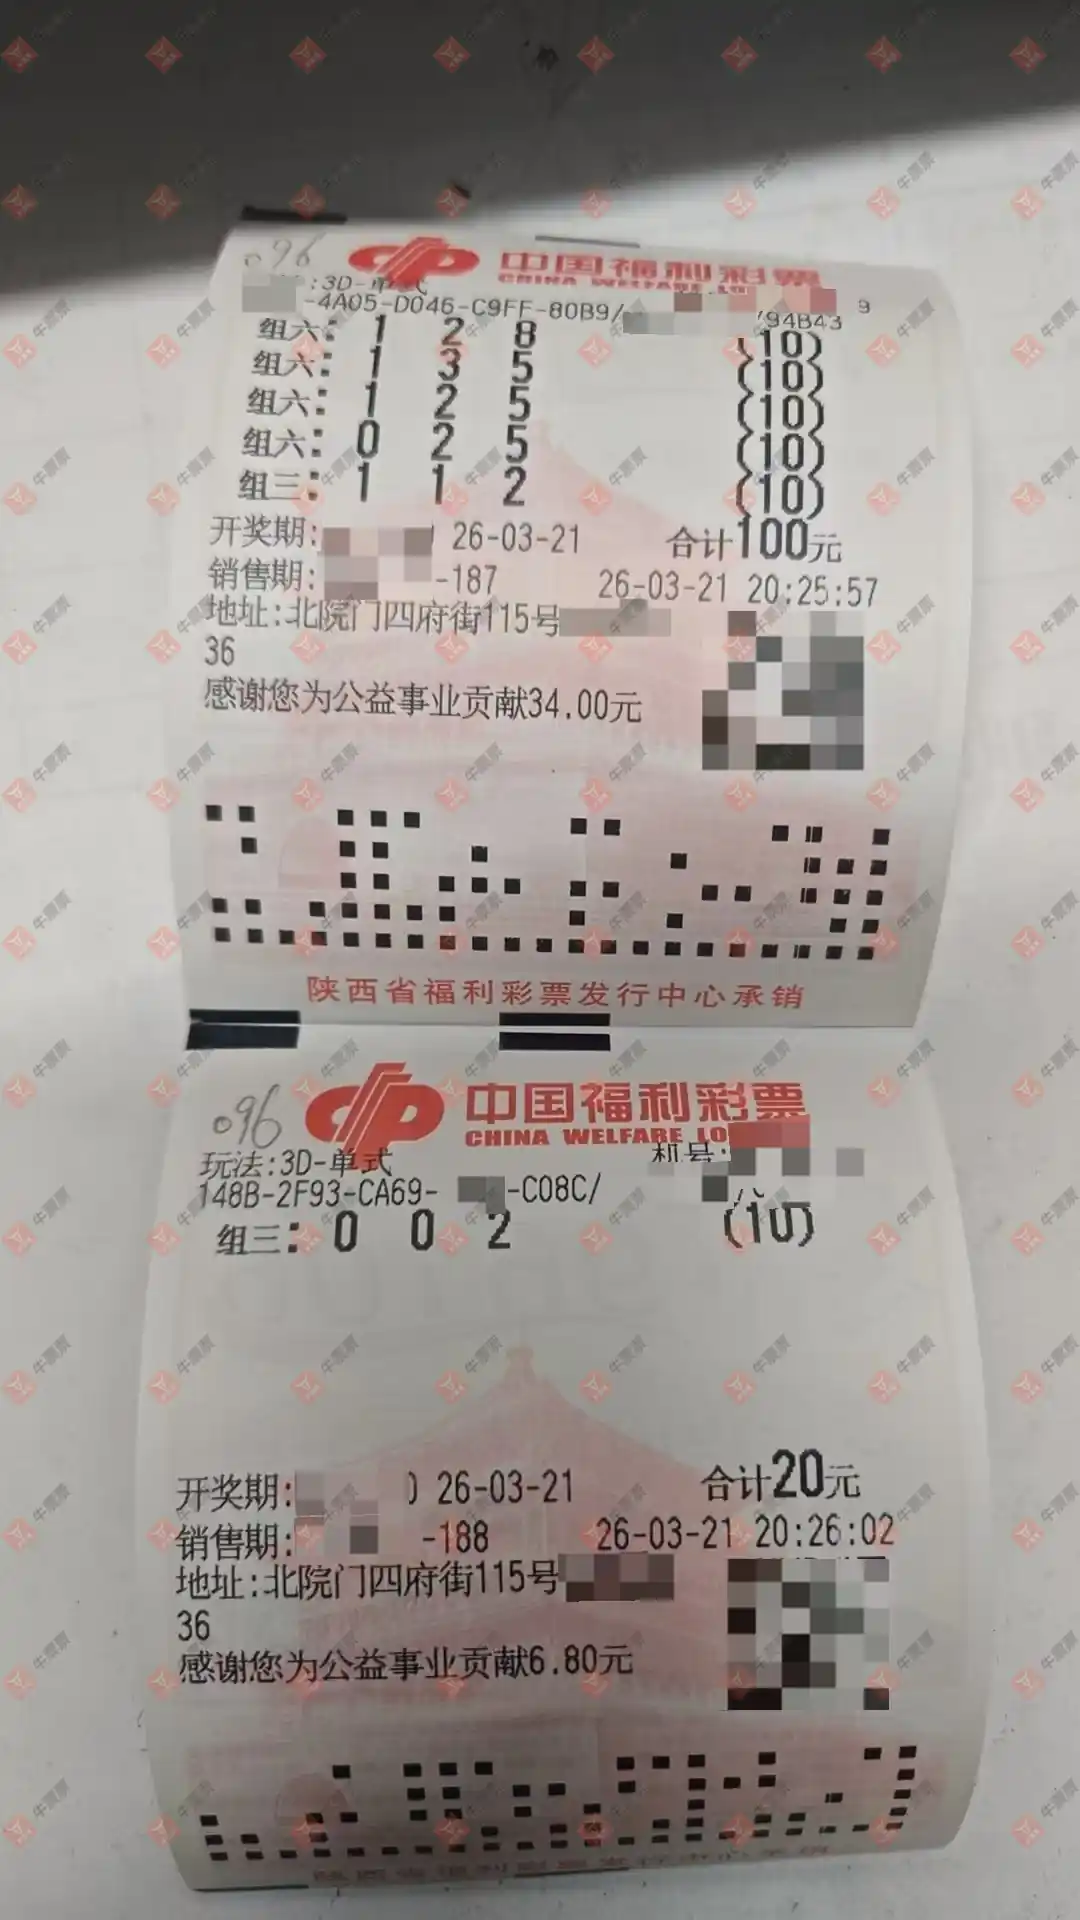 096
中国福利彩票
CHINA WELFARE LO
:3D-单式
-4A05-D046-C9FF-80B9/ /94B43 9
组六: 1 2 8 (10)
组六: 1 3 5 (10)
组六: 1 2 5 (10)
组六: 0 2 5 (10)
组三: 1 1 2 (10)
开奖期: 26-03-21 合计100元
销售期: -187 26-03-21 20:25:57
地址:北院门四府街115号
36
感谢您为公益事业贡献34.00元
陕西省福利彩票发行中心承销
096
中国福利彩票
CHINA WELFARE LO
玩法:3D-单式 机号:
148B-2F93-CA69- -C08C/
组三: 0 0 2 (10)
开奖期: 26-03-21 合计20元
销售期: -188 26-03-21 20:26:02
地址:北院门四府街115号
36
感谢您为公益事业贡献6.80元